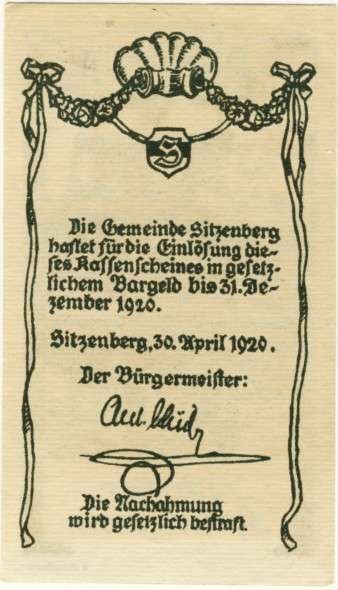 S
Die Gemeinde Sitzenberg
haftet für die Einlösung die-
ses Kassenscheines in gesetz-
lichem Bargeld bis 31. De-
zember 1920.
Sitzenberg, 30. April 1920.
Der Bürgermeister:
Die Nachahmung
wird gesetzlich bestraft.